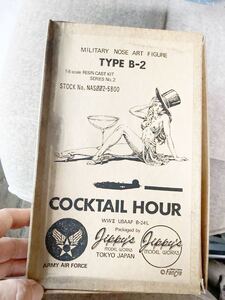 MILITARY NOSE ART FIGURE
TYPE B-2
1:6 scale RESIN CAST KIT
SERIES No.2
STOCK No. NAS002-5800
COCKTAIL HOUR
WWⅡ USAAF B-24L
Packaged by
Jippy's
MODEL WORKS
TOKYO JAPAN
Jippy's
MODEL WORKS
ARMY AIR FORCE